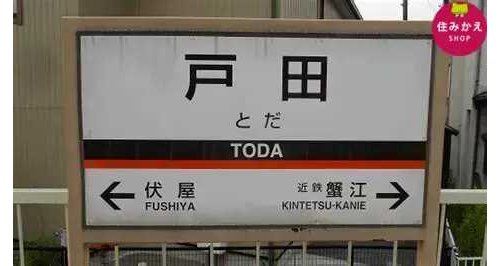 住みかえ
SHOP
戸田
とだ
TODA
伏屋
FUSHIYA
近鉄蟹江
KINTETSU-KANIE